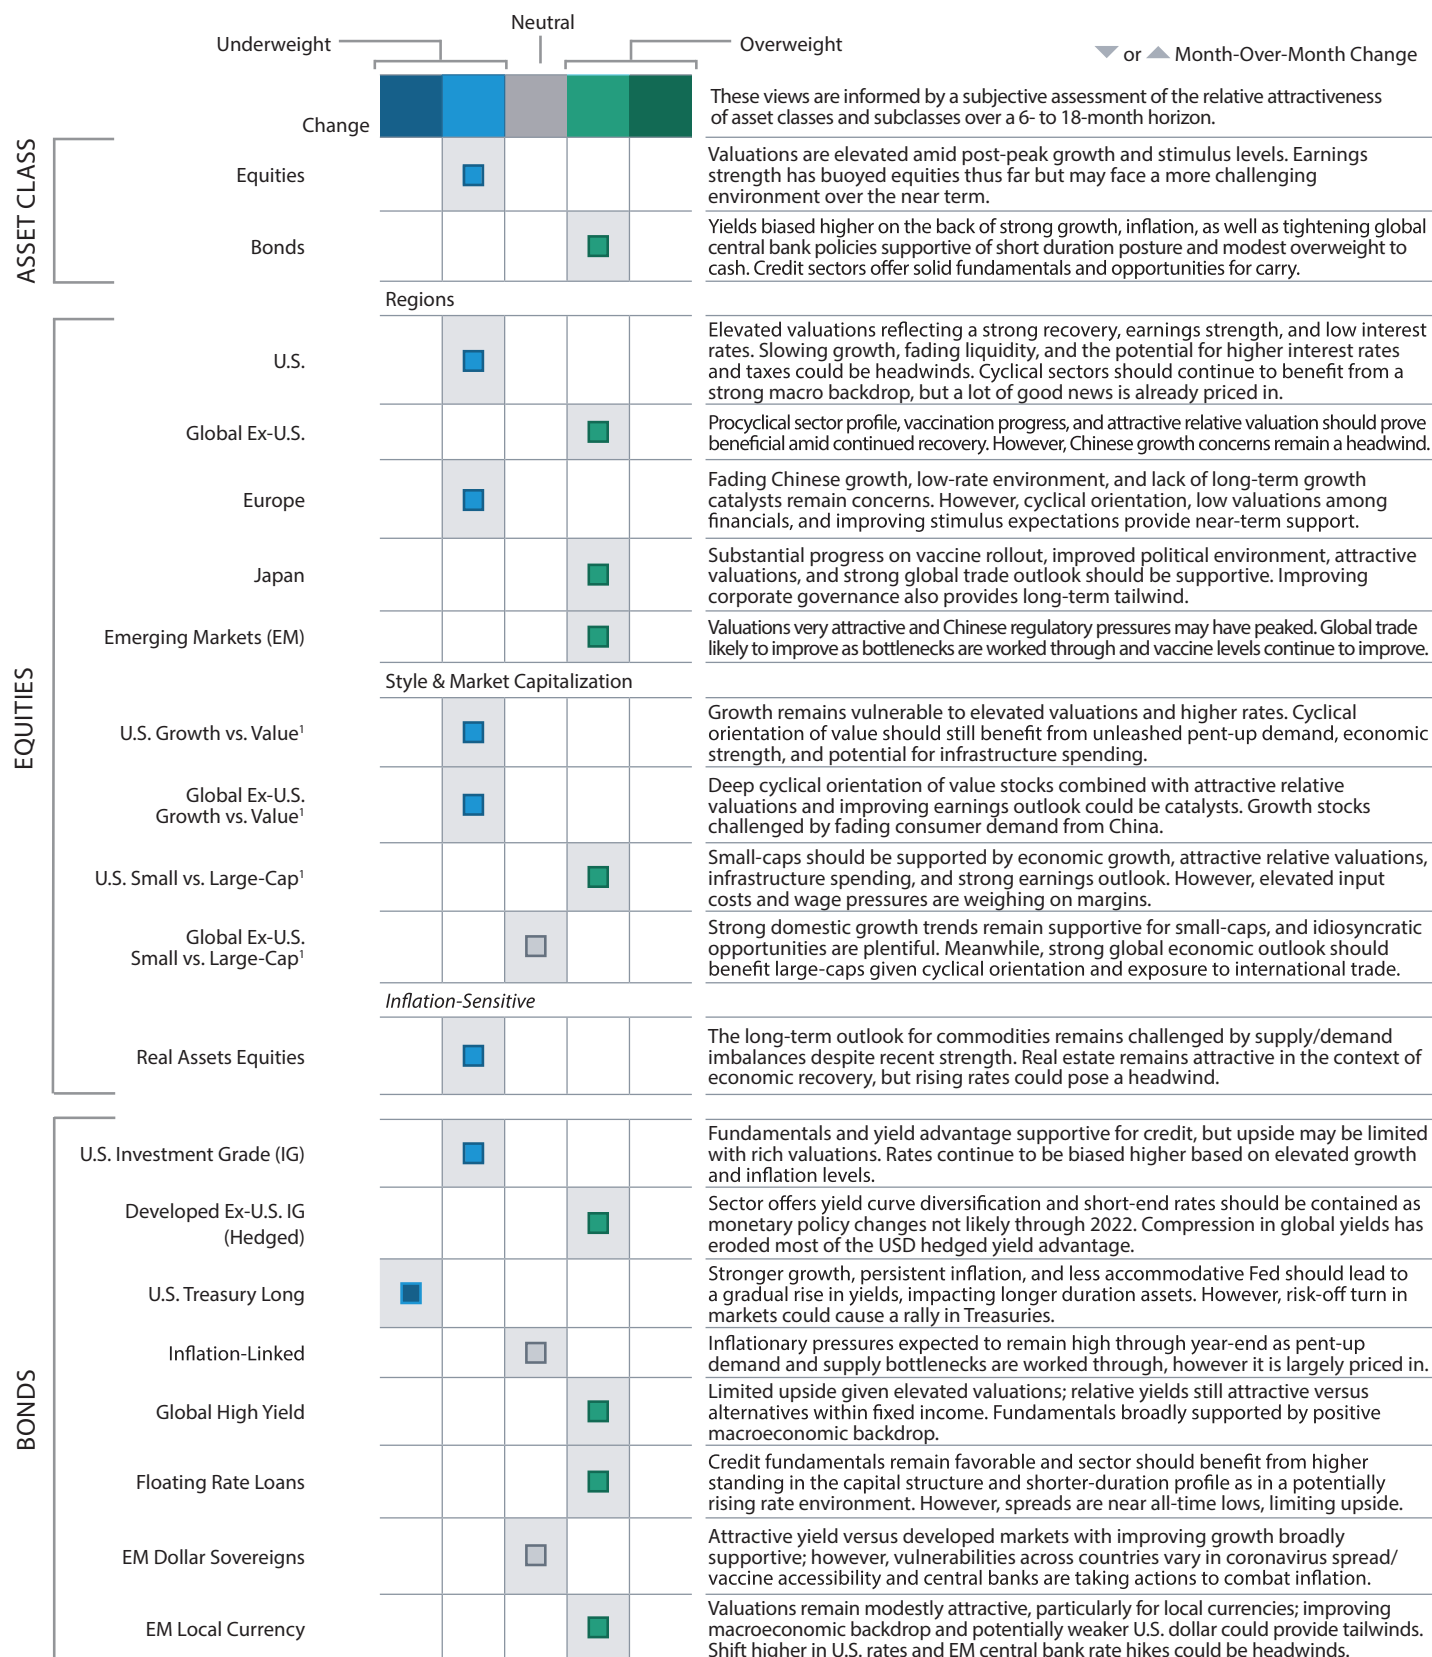 Neutral
Underweight
Overweight
or Month-Over-Month Change
Change
These views are informed by a subjective assessment of the relative attractiveness
of asset classes and subclasses over a 6- to 18-month horizon.
ASSET CLASS
Equities
Valuations are elevated amid post-peak growth and stimulus levels. Earnings
strength has buoyed equities thus far but may face a more challenging
environment over the near term.
Bonds
Yields biased higher on the back of strong growth, inflation, as well as tightening global
central bank policies supportive of short duration posture and modest overweight to
cash. Credit sectors offer solid fundamentals and opportunities for carry.
EQUITIES
Regions
U.S.
Elevated valuations reflecting a strong recovery, earnings strength, and low interest
rates. Slowing growth, fading liquidity, and the potential for higher interest rates
and taxes could be headwinds. Cyclical sectors should continue to benefit from a
strong macro backdrop, but a lot of good news is already priced in.
Global Ex-U.S.
Procyclical sector profile, vaccination progress, and attractive relative valuation should prove
beneficial amid continued recovery. However, Chinese growth concerns remain a headwind.
Europe
Fading Chinese growth, low-rate environment, and lack of long-term growth
catalysts remain concerns. However, cyclical orientation, low valuations among
financials, and improving stimulus expectations provide near-term support.
Japan
Substantial progress on vaccine rollout, improved political environment, attractive
valuations, and strong global trade outlook should be supportive. Improving
corporate governance also provides long-term tailwind.
Emerging Markets (EM)
Valuations very attractive and Chinese regulatory pressures may have peaked. Global trade
likely to improve as bottlenecks are worked through and vaccine levels continue to improve.
Style & Market Capitalization
U.S. Growth vs. Value¹
Growth remains vulnerable to elevated valuations and higher rates. Cyclical
orientation of value should still benefit from unleashed pent-up demand, economic
strength, and potential for infrastructure spending.
Global Ex-U.S.
Growth vs. Value¹
Deep cyclical orientation of value stocks combined with attractive relative
valuations and improving earnings outlook could be catalysts. Growth stocks
challenged by fading consumer demand from China.
U.S. Small vs. Large-Cap¹
Small-caps should be supported by economic growth, attractive relative valuations,
infrastructure spending, and strong earnings outlook. However, elevated input
costs and wage pressures are weighing on margins.
Global Ex-U.S.
Small vs. Large-Cap¹
Strong domestic growth trends remain supportive for small-caps, and idiosyncratic
opportunities are plentiful. Meanwhile, strong global economic outlook should
benefit large-caps given cyclical orientation and exposure to international trade.
Inflation-Sensitive
Real Assets Equities
The long-term outlook for commodities remains challenged by supply/demand
imbalances despite recent strength. Real estate remains attractive in the context of
economic recovery, but rising rates could pose a headwind.
BONDS
U.S. Investment Grade (IG)
Fundamentals and yield advantage supportive for credit, but upside may be limited
with rich valuations. Rates continue to be biased higher based on elevated growth
and inflation levels.
Developed Ex-U.S. IG
(Hedged)
Sector offers yield curve diversification and short-end rates should be contained as
monetary policy changes not likely through 2022. Compression in global yields has
eroded most of the USD hedged yield advantage.
U.S. Treasury Long
Stronger growth, persistent inflation, and less accommodative Fed should lead to
a gradual rise in yields, impacting longer duration assets. However, risk-off turn in
markets could cause a rally in Treasuries.
Inflation-Linked
Inflationary pressures expected to remain high through year-end as pent-up
demand and supply bottlenecks are worked through, however it is largely priced in.
Global High Yield
Limited upside given elevated valuations; relative yields still attractive versus
alternatives within fixed income. Fundamentals broadly supported by positive
macroeconomic backdrop.
Floating Rate Loans
Credit fundamentals remain favorable and sector should benefit from higher
standing in the capital structure and shorter-duration profile as in a potentially
rising rate environment. However, spreads are near all-time lows, limiting upside.
EM Dollar Sovereigns
Attractive yield versus developed markets with improving growth broadly
supportive; however, vulnerabilities across countries vary in coronavirus spread/
vaccine accessibility and central banks are taking actions to combat inflation.
EM Local Currency
Valuations remain modestly attractive, particularly for local currencies; improving
macroeconomic backdrop and potentially weaker U.S. dollar could provide tailwinds.
Shift higher in U.S. rates and EM central bank rate hikes could be headwinds.